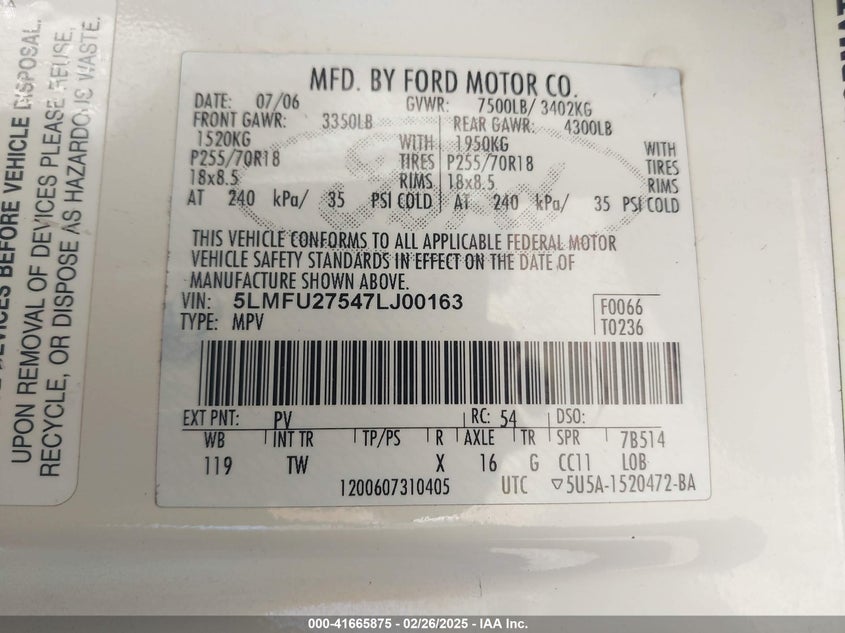 UPON REMOVAL OF DEVICES PLEASE REUSE,
RECYCLE, OR DISPOSE AS HAZARDOUS WASTE.
DEVICES BEFORE VEHICLE DISPOSAL.
MFD. BY FORD MOTOR CO.
DATE: 07/06 GVWR: 7500LB/ 3402KG
FRONT GAWR: 3350LB REAR GAWR: 4300LB
1520KG WITH 1950KG WITH
P255/70R18 TIRES P255/70R18 TIRES
18x8.5 RIMS 18x8.5 RIMS
AT 240 kPa/ 35 PSI COLD AT 240 kPa/ 35 PSI COLD
THIS VEHICLE CONFORMS TO ALL APPLICABLE FEDERAL MOTOR
VEHICLE SAFETY STANDARDS IN EFFECT ON THE DATE OF
MANUFACTURE SHOWN ABOVE.
VIN: 5LMFU27547LJ00163 F0066
TYPE: MPV T0236
EXT PNT: PV RC: 54 DSO:
WB INT TR TP/PS R AXLE TR SPR 7B514
119 TW X 16 G CC11 LOB
1200607310405 UTC ▽5U5A-1520472-BA
000-41665875 - 02/26/2025 - IAA Inc.